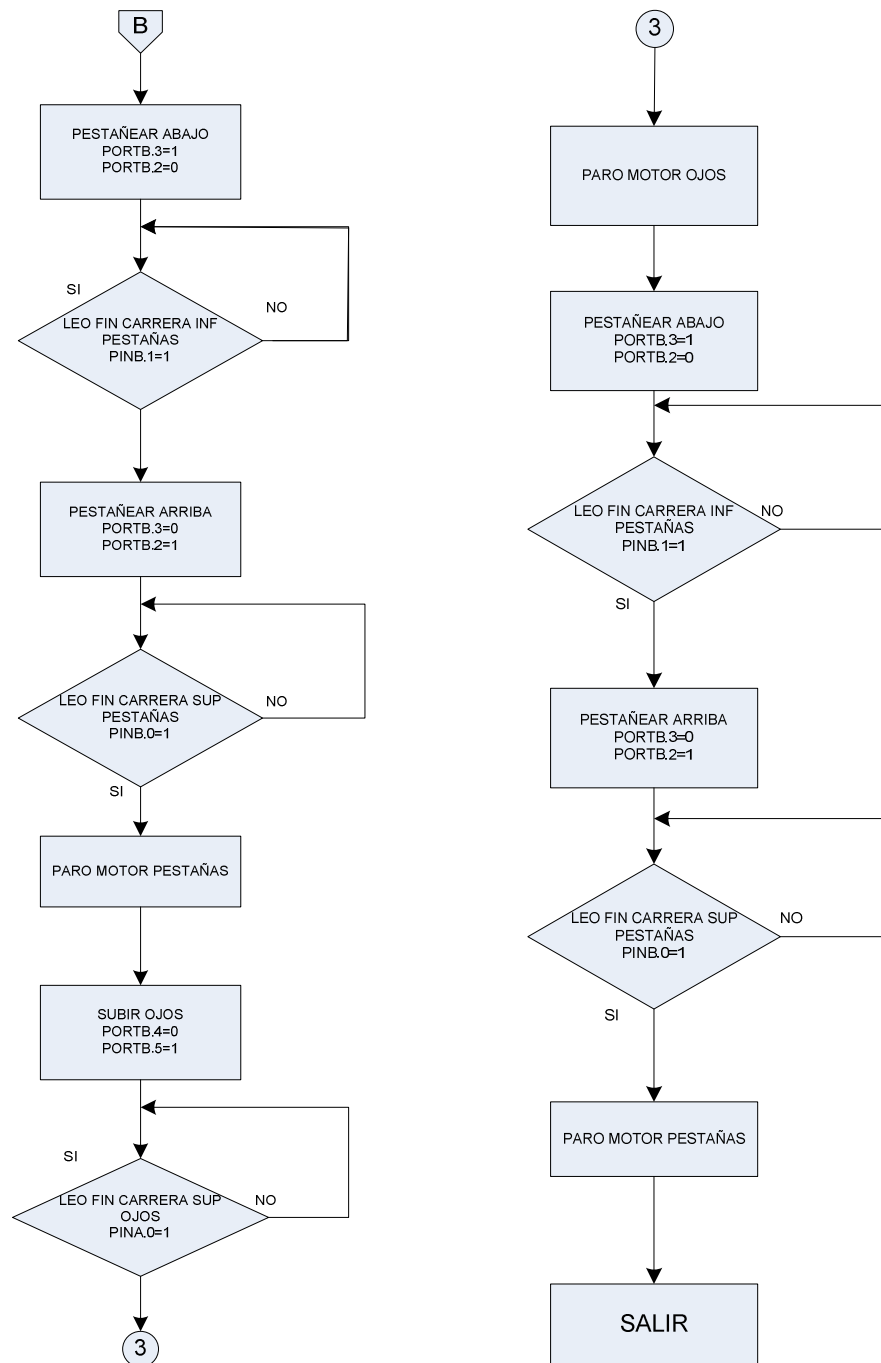 B
PESTAÑEAR ABAJO
PORTB.3=1
PORTB.2=0
SI
NO
LEO FIN CARRERA INF
PESTAÑAS
PINB.1=1
PESTAÑEAR ARRIBA
PORTB.3=0
PORTB.2=1
LEO FIN CARRERA SUP
PESTAÑAS
PINB.0=1
NO
SI
PARO MOTOR PESTAÑAS
SUBIR OJOS
PORTB.4=0
PORTB.5=1
SI
LEO FIN CARRERA SUP
OJOS
PINA.0=1
NO
3
3
PARO MOTOR OJOS
PESTAÑEAR ABAJO
PORTB.3=1
PORTB.2=0
LEO FIN CARRERA INF
PESTAÑAS
PINB.1=1
NO
SI
PESTAÑEAR ARRIBA
PORTB.3=0
PORTB.2=1
LEO FIN CARRERA SUP
PESTAÑAS
PINB.0=1
NO
SI
PARO MOTOR PESTAÑAS
SALIR